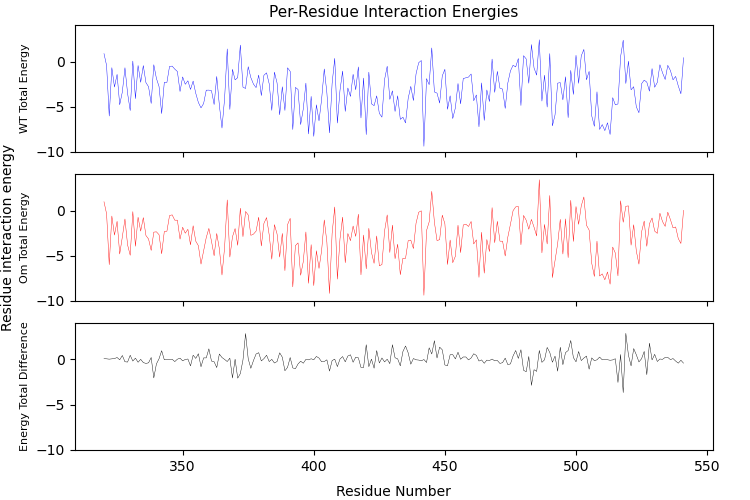 Per-Residue Interaction Energies
Residue interaction energy
WT Total Energy
0
−5
−10
Om Total Energy
0
−5
−10
Energy Total Difference
0
−5
−10
350 400 450 500 550
Residue Number